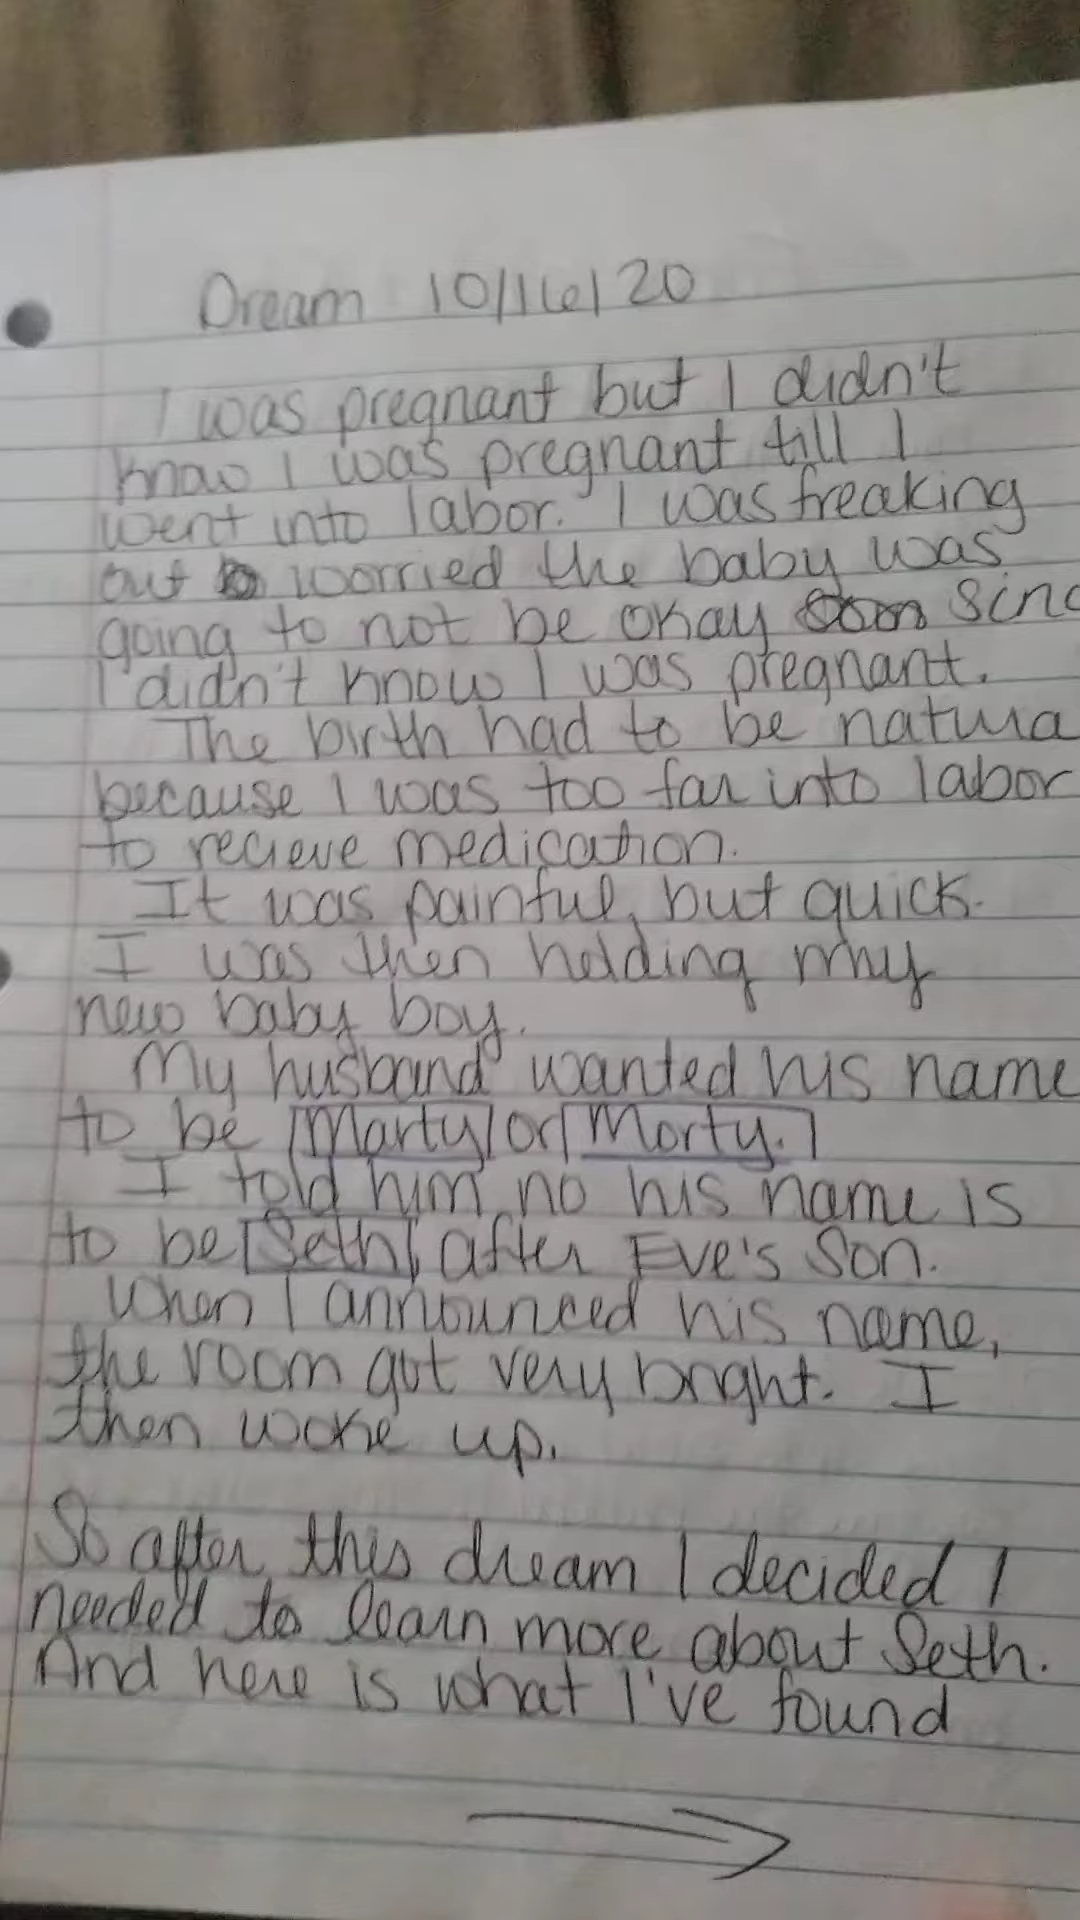 Dream 10/16/20
I was pregnant but I didn't
know I was pregnant till I
went into labor. I was freaking
out worried the baby was
going to not be okay sinc
I didn't know I was pregnant.
The birth had to be natura
because I was too far into labor
to recieve medication.
It was painful, but quick.
I was then holding my
new baby boy.
My husband wanted his name
to be Marty or Morty.
I told him no his name is
to be Seth, after Eve's Son.
When I announced his name,
the room got very bright. I
then woke up.
So after this dream I decided I
needed to learn more about Seth.
And here is what I've found